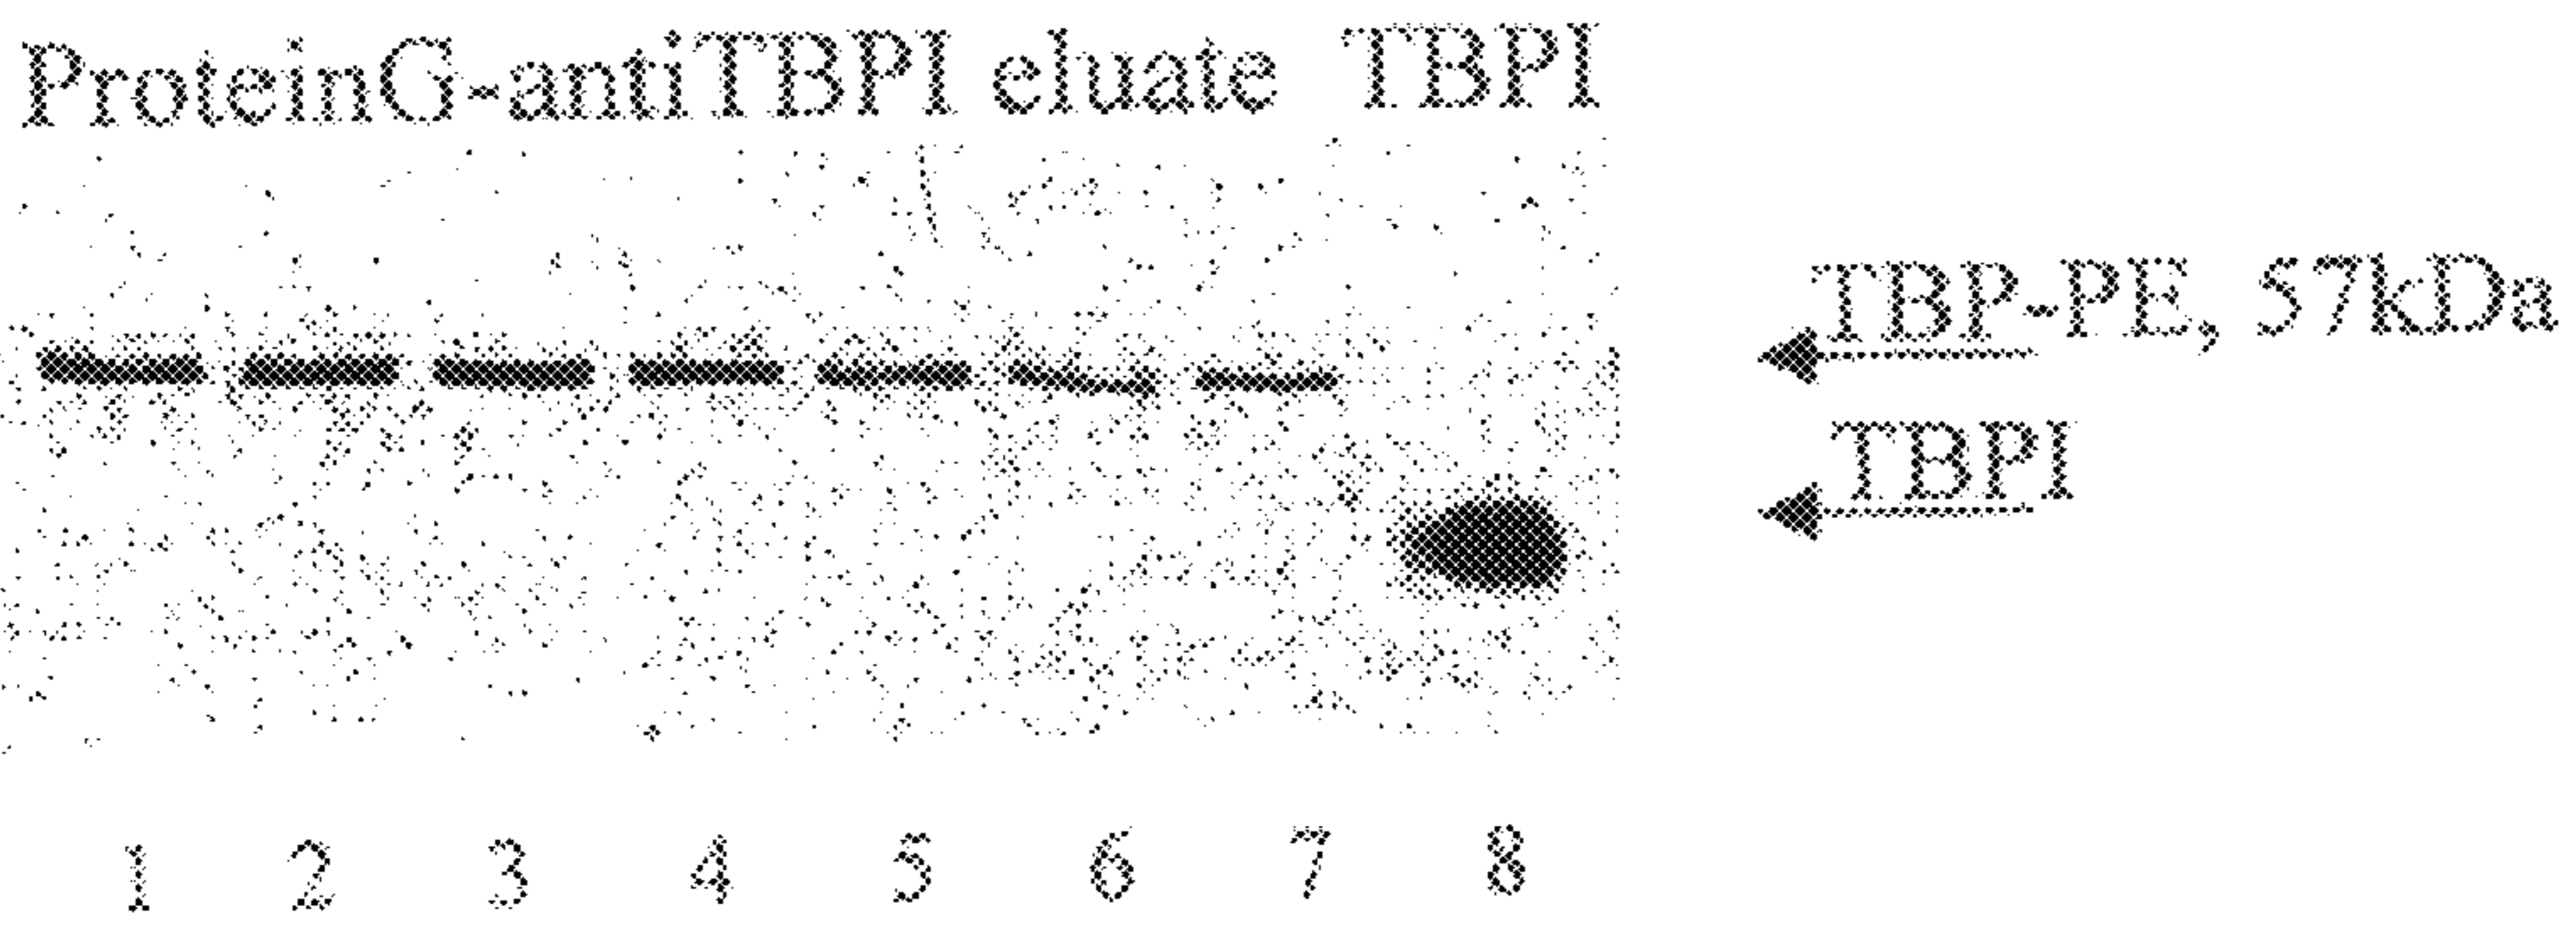 ProteinG-antiTBPI eluate TBPI
TBP-PE, 57kDa
TBPI
1 2 3 4 5 6 7 8